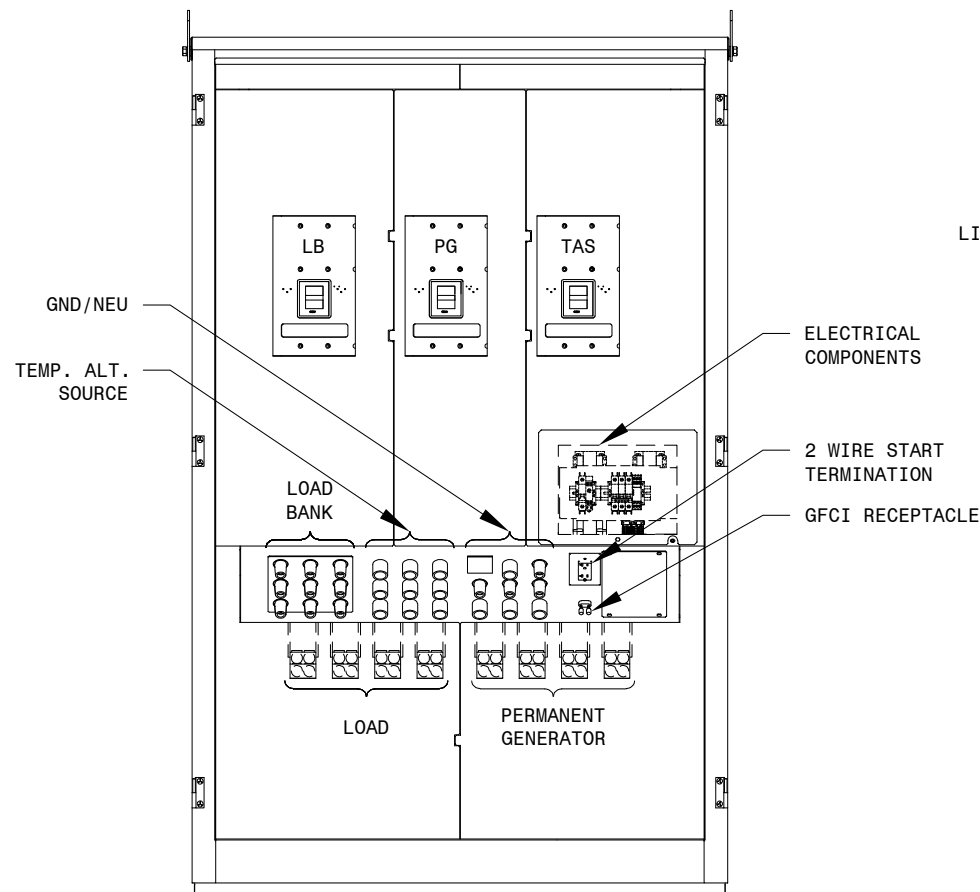 LB
PG
TAS
LI
GND/NEU
TEMP. ALT.
SOURCE
ELECTRICAL
COMPONENTS
2 WIRE START
TERMINATION
LOAD
BANK
GFCI RECEPTACLE
LOAD
PERMANENT
GENERATOR